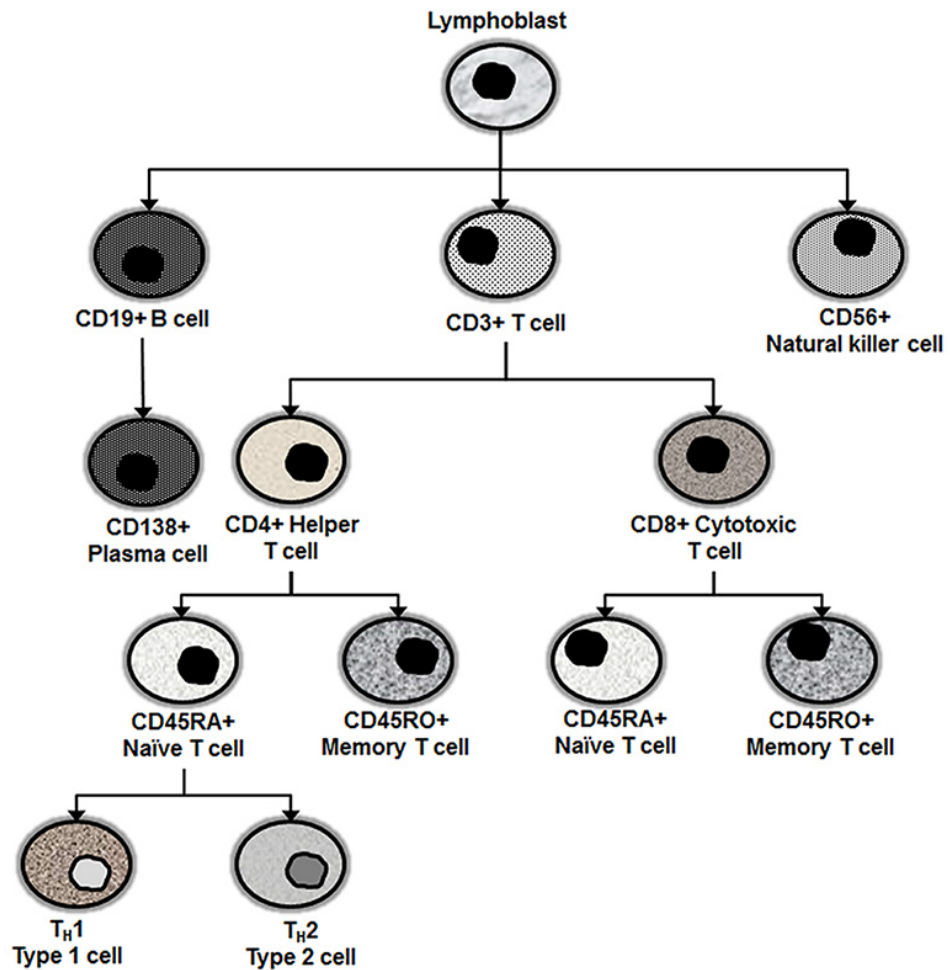 Lymphoblast
CD19+ B cell
CD3+ T cell
CD56+
Natural killer cell
CD138+
Plasma cell
CD4+ Helper
T cell
CD8+ Cytotoxic
T cell
CD45RA+
Naïve T cell
CD45RO+
Memory T cell
CD45RA+
Naïve T cell
CD45RO+
Memory T cell
TH1
Type 1 cell
TH2
Type 2 cell